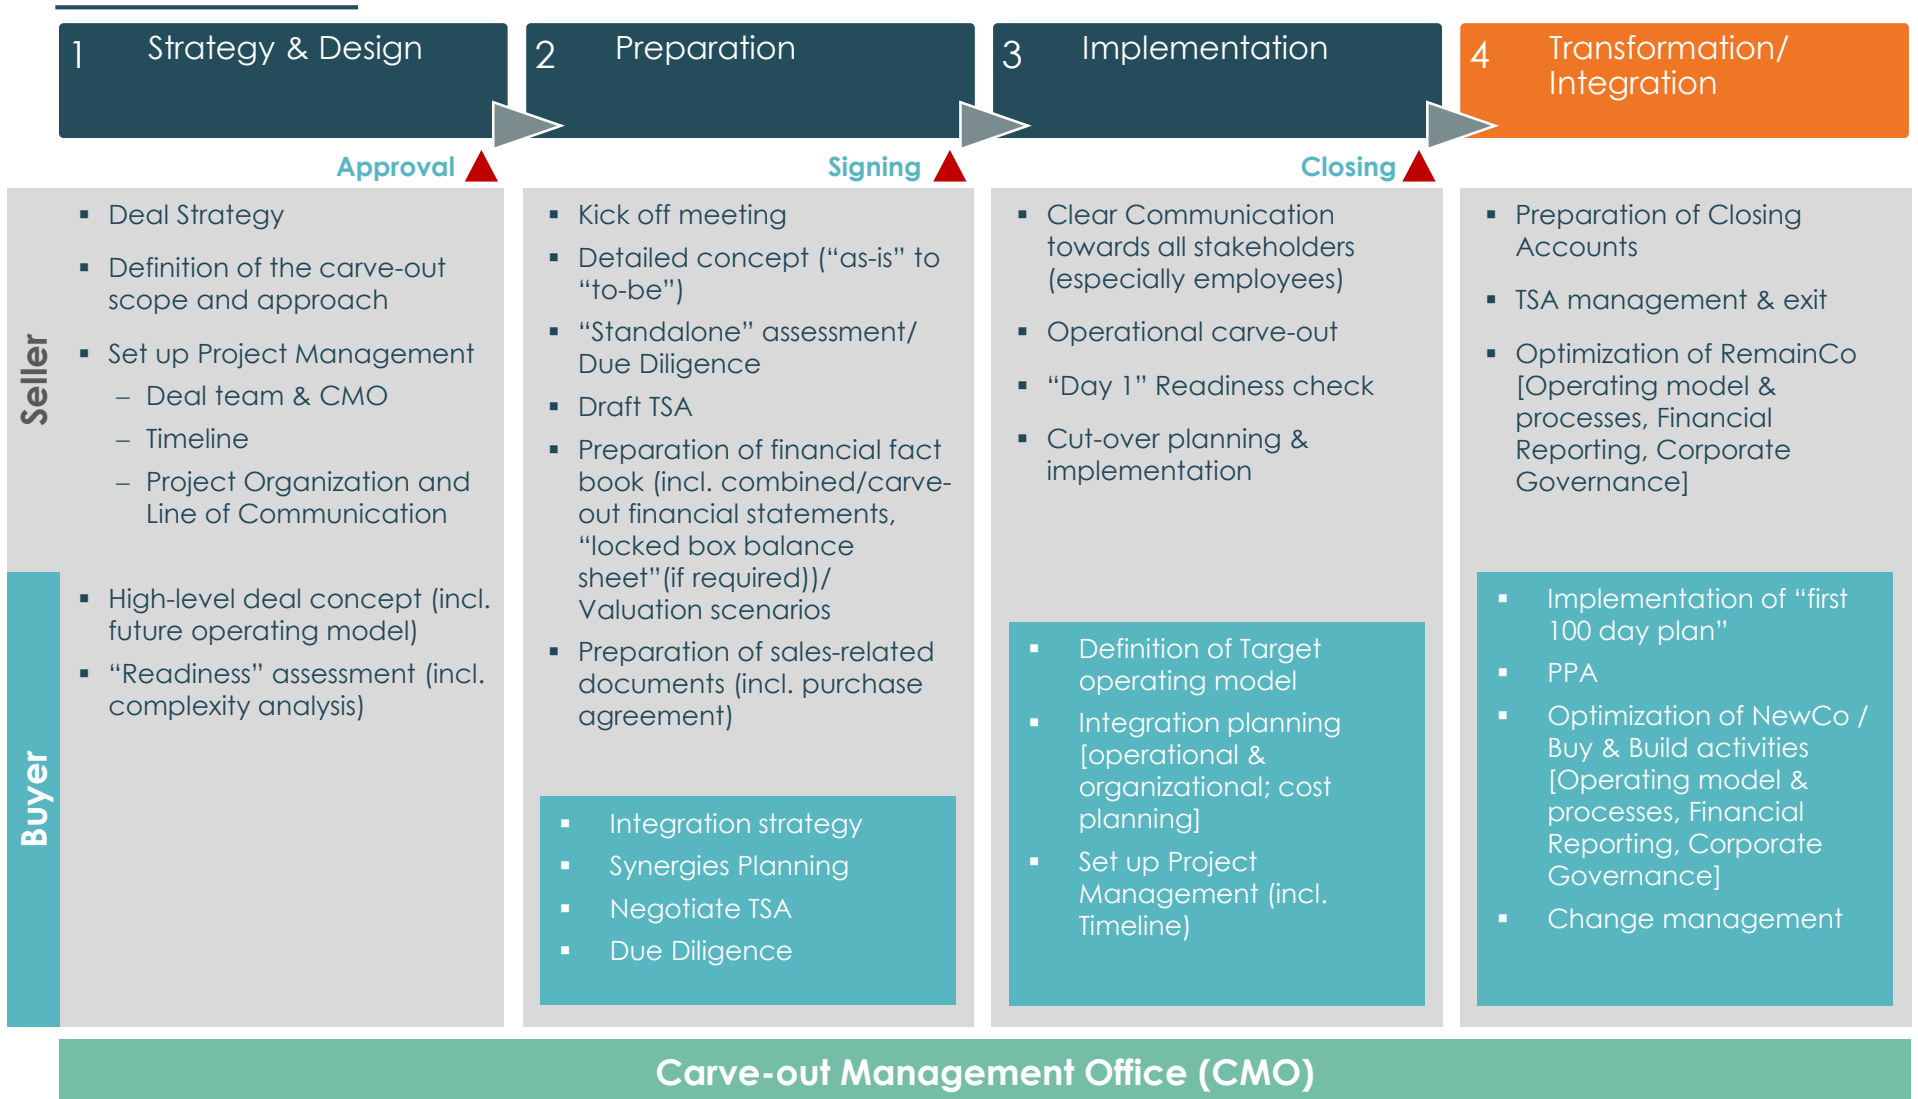 1 Strategy & Design
2 Preparation
3 Implementation
4 Transformation/
Integration
Approval
Signing
Closing
Seller
▪ Deal Strategy
▪ Definition of the carve-out
scope and approach
▪ Set up Project Management
– Deal team & CMO
– Timeline
– Project Organization and
Line of Communication
Buyer
▪ High-level deal concept (incl.
future operating model)
▪ “Readiness” assessment (incl.
complexity analysis)
▪ Kick off meeting
▪ Detailed concept (“as-is” to
“to-be”)
▪ “Standalone” assessment/
Due Diligence
▪ Draft TSA
▪ Preparation of financial fact
book (incl. combined/carve-
out financial statements,
“locked box balance
sheet”(if required))/
Valuation scenarios
▪ Preparation of sales-related
documents (incl. purchase
agreement)
▪ Integration strategy
▪ Synergies Planning
▪ Negotiate TSA
▪ Due Diligence
▪ Clear Communication
towards all stakeholders
(especially employees)
▪ Operational carve-out
▪ “Day 1” Readiness check
▪ Cut-over planning &
implementation
▪ Definition of Target
operating model
▪ Integration planning
[operational &
organizational; cost
planning]
▪ Set up Project
Management (incl.
Timeline)
▪ Preparation of Closing
Accounts
▪ TSA management & exit
▪ Optimization of RemainCo
[Operating model &
processes, Financial
Reporting, Corporate
Governance]
▪ Implementation of “first
100 day plan”
▪ PPA
▪ Optimization of NewCo /
Buy & Build activities
[Operating model &
processes, Financial
Reporting, Corporate
Governance]
▪ Change management
Carve-out Management Office (CMO)